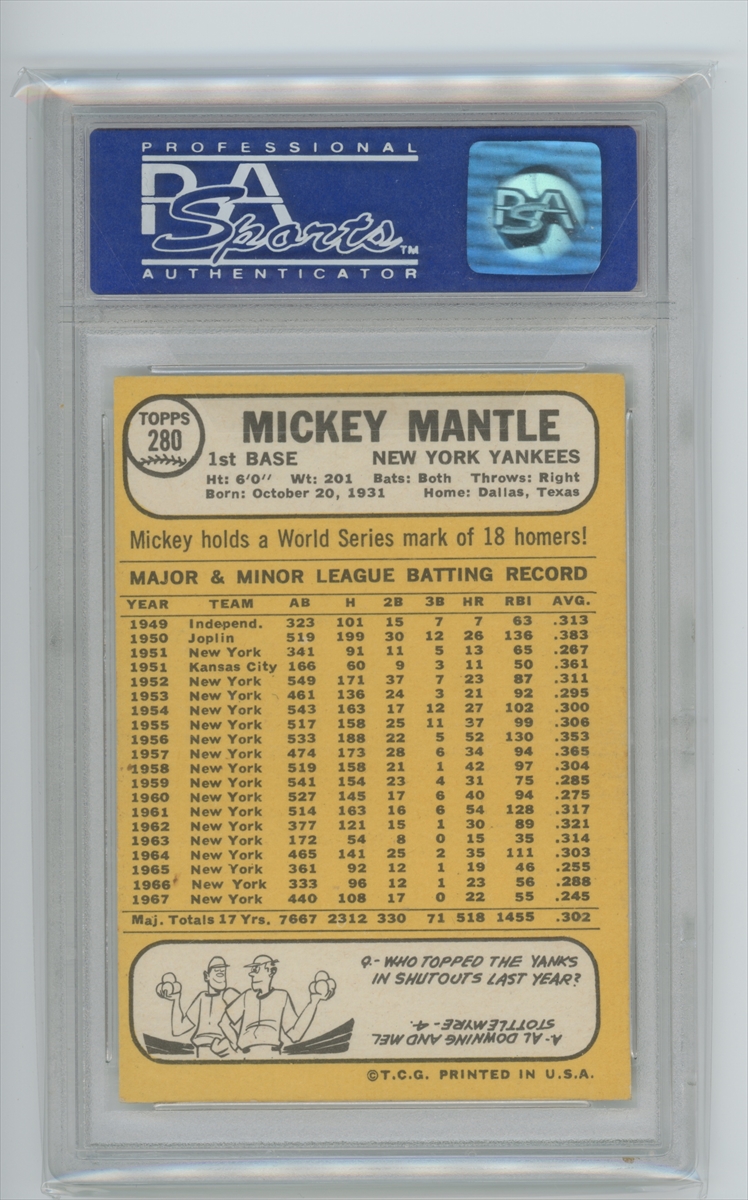 PROFESSIONAL
PSA
Sports™
AUTHENTICATOR
PSA
TOPPS
280
MICKEY MANTLE
1st BASE NEW YORK YANKEES
Ht: 6'0" Wt: 201 Bats: Both Throws: Right
Born: October 20, 1931 Home: Dallas, Texas
Mickey holds a World Series mark of 18 homers!
MAJOR & MINOR LEAGUE BATTING RECORD
YEAR TEAM AB H 2B 3B HR RBI AVG.
1949 Independ. 323 101 15 7 7 63 .313
1950 Joplin 519 199 30 12 26 136 .383
1951 New York 341 91 11 5 13 65 .267
1951 Kansas City 166 60 9 3 11 50 .361
1952 New York 549 171 37 7 23 87 .311
1953 New York 461 136 24 3 21 92 .295
1954 New York 543 163 17 12 27 102 .300
1955 New York 517 158 25 11 37 99 .306
1956 New York 533 188 22 5 52 130 .353
1957 New York 474 173 28 6 34 94 .365
1958 New York 519 158 21 1 42 97 .304
1959 New York 541 154 23 4 31 75 .285
1960 New York 527 145 17 6 40 94 .275
1961 New York 514 163 16 6 54 128 .317
1962 New York 377 121 15 1 30 89 .321
1963 New York 172 54 8 0 15 35 .314
1964 New York 465 141 25 2 35 111 .303
1965 New York 361 92 12 1 19 46 .255
1966 New York 333 96 12 1 23 56 .288
1967 New York 440 108 17 0 22 55 .245
Maj. Totals 17 Yrs. 7667 2312 330 71 518 1455 .302
Q.- WHO TOPPED THE YANKS
IN SHUTOUTS LAST YEAR?
A- AL DOWNING AND MEL
STOTTLEMYRE - 4.
©T.C.G. PRINTED IN U.S.A.